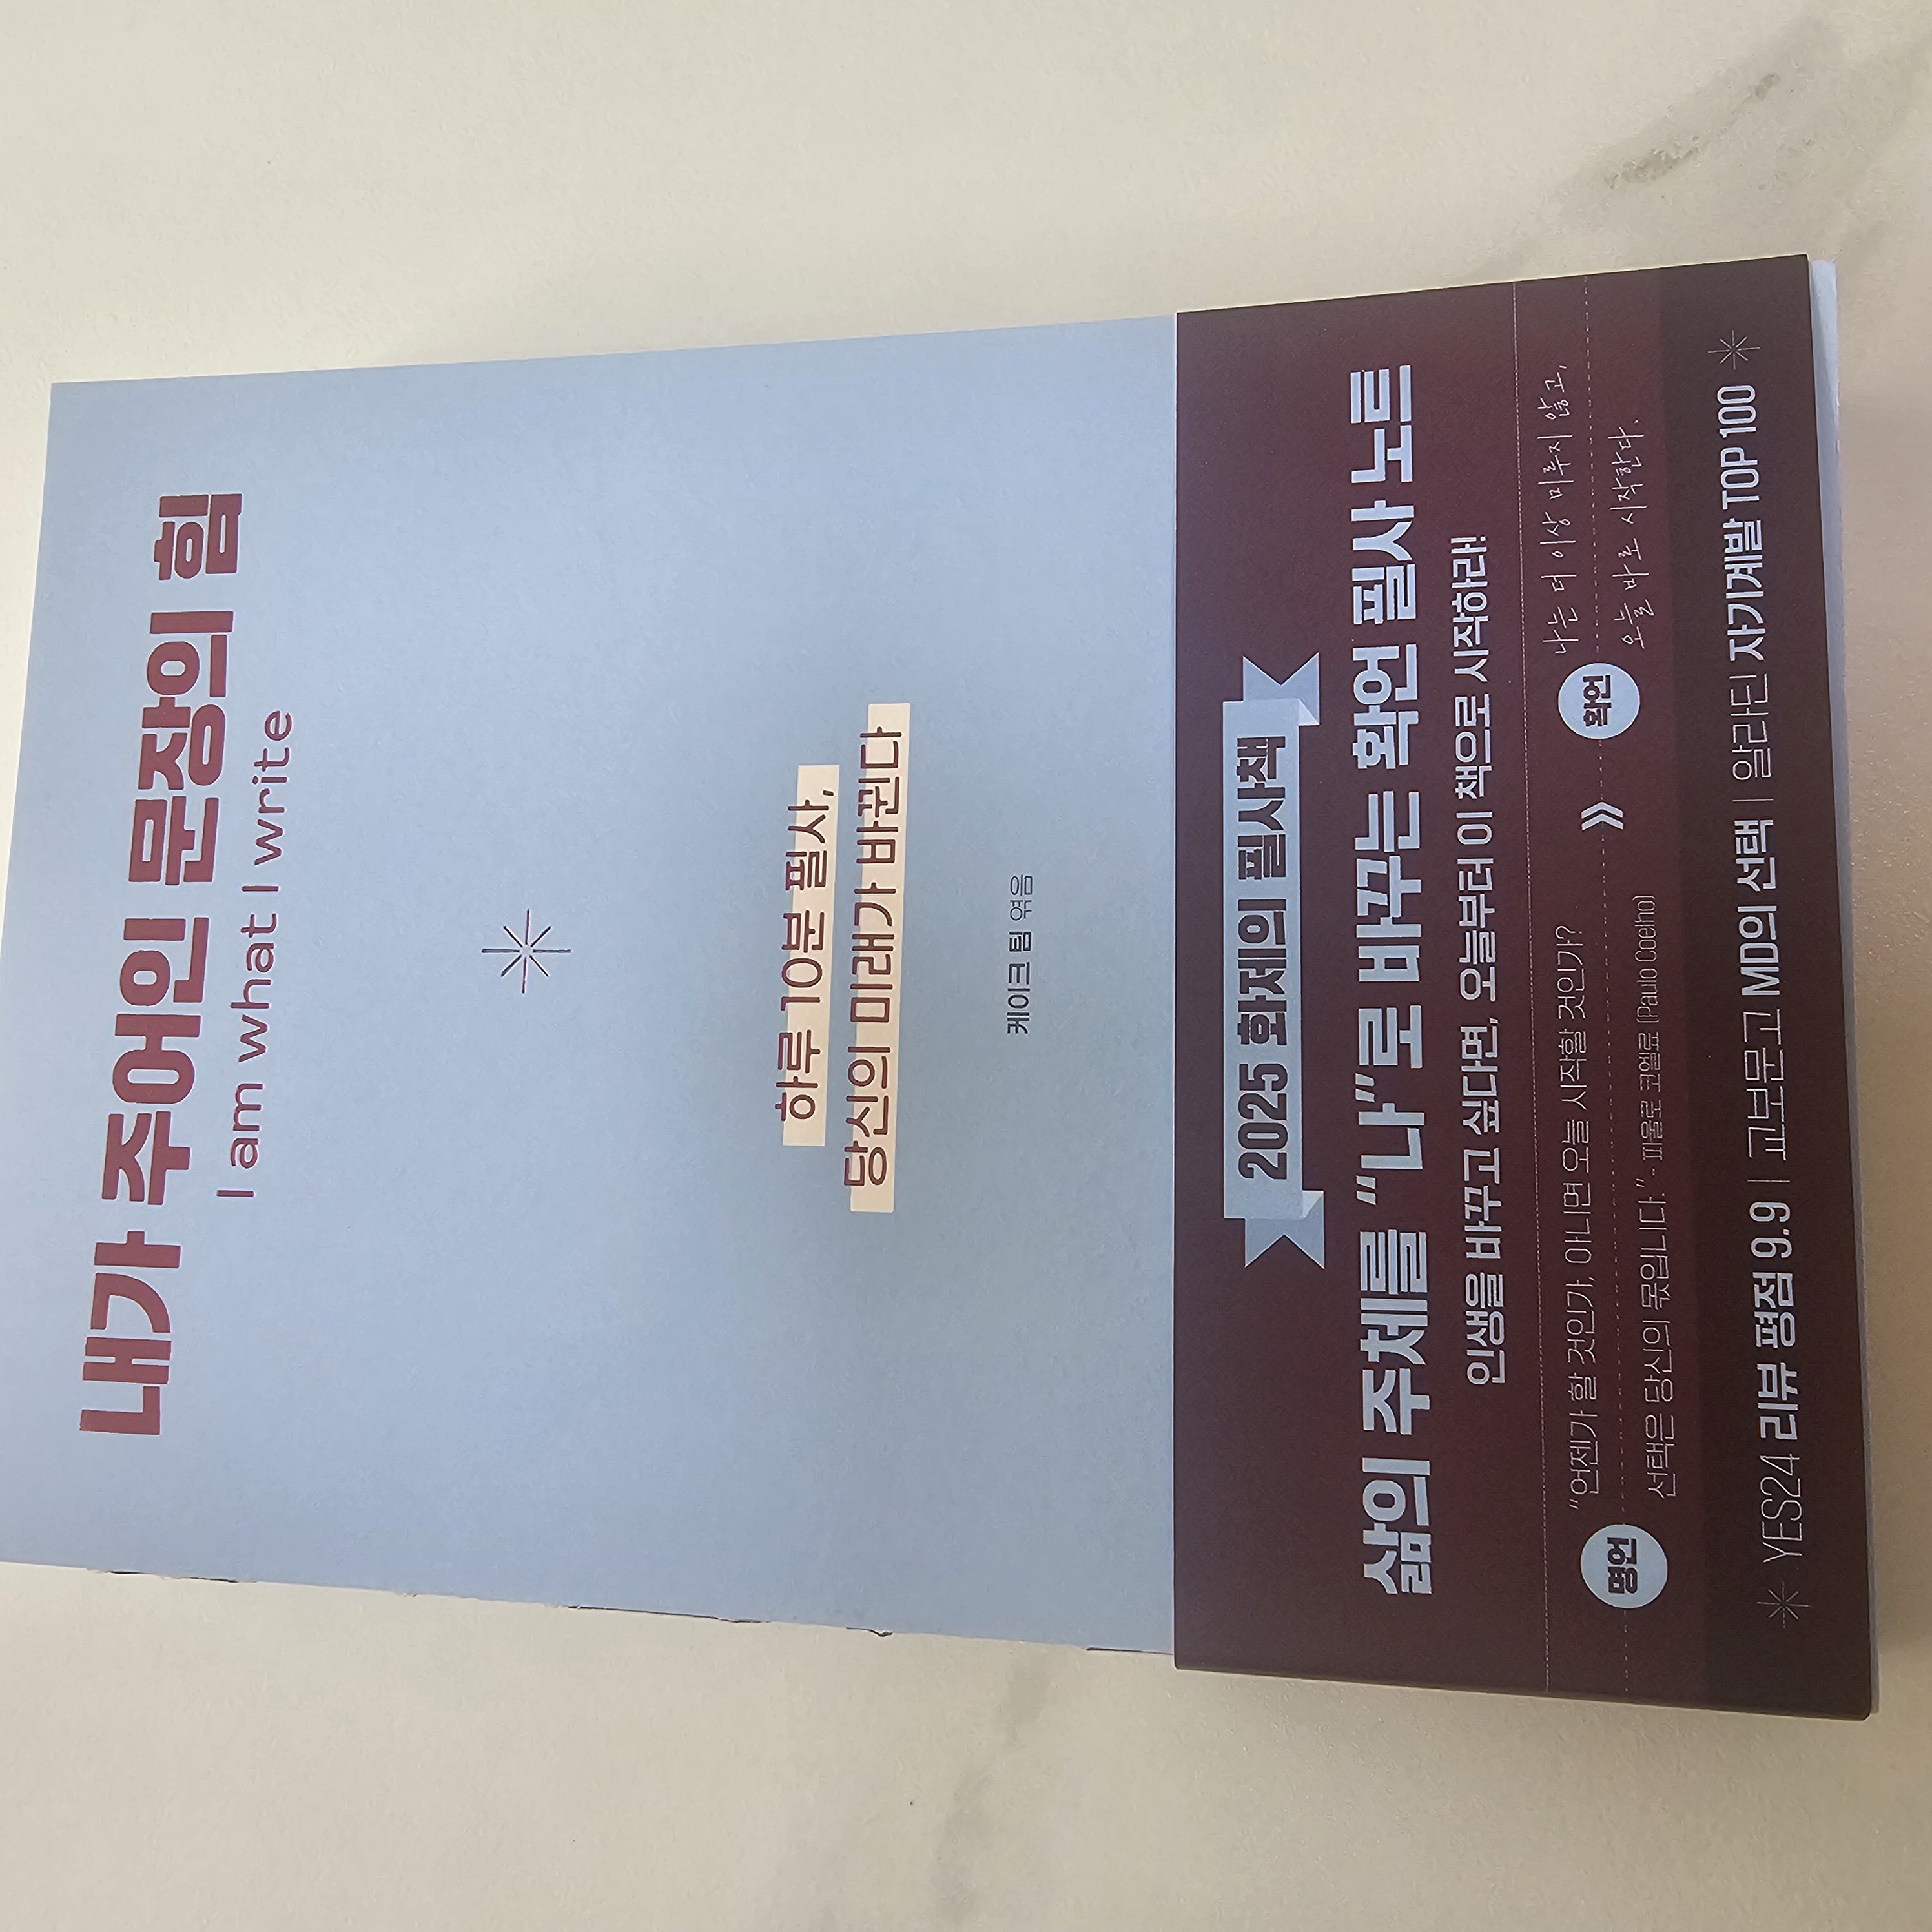 내가 주어인 문장의 힘
I am what I write
하루 10분 필사,
당신의 미래가 바뀐다
케이크 팀 엮음
2025 화제의 필사책
삶의 주체를 “나”로 바꾸는 확언 필사 노트
인생을 바꾸고 싶다면, 오늘부터 이 책으로 시작하라!
명언
“언젠가 할 것인가, 아니면 오늘 시작할 것인가?
선택은 당신의 몫입니다.” - 파울로 코엘료 (Paulo Coelho)
》
확언
나는 더 이상 미루지 않고,
오늘 바로 시작한다.
YES24 리뷰 평점 9.9 | 교보문고 MD의 선택 | 알라딘 자기계발 TOP 100